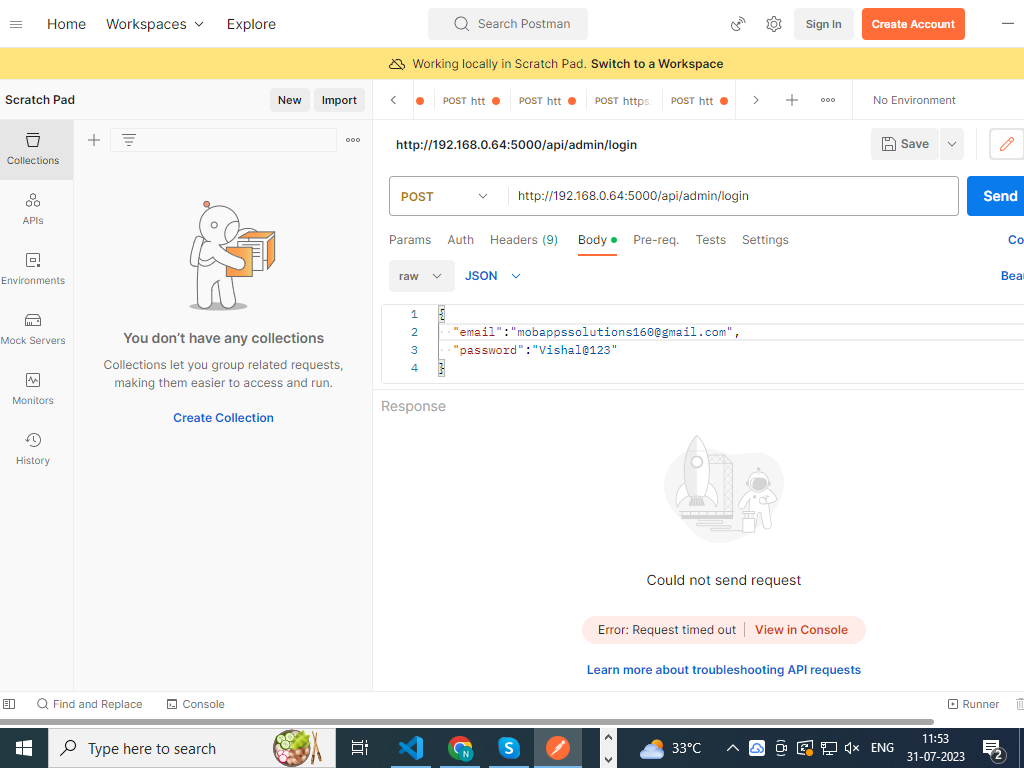 Home Workspaces Explore Search Postman Sign In Create Account
Working locally in Scratch Pad. Switch to a Workspace
Scratch Pad New Import POST htt POST htt POST https: POST htt No Environment
Collections
APIs
Environments
Mock Servers
Monitors
History
You don't have any collections
Collections let you group related requests,
making them easier to access and run.
Create Collection
http://192.168.0.64:5000/api/admin/login Save
POST http://192.168.0.64:5000/api/admin/login Send
Params Auth Headers (9) Body Pre-req. Tests Settings Co
raw JSON Beau
1 {
2 "email":"mobappssolutions160@gmail.com",
3 "password":"Vishal@123"
4 }
Response
Could not send request
Error: Request timed out View in Console
Learn more about troubleshooting API requests
Find and Replace Console Runner
Type here to search 33°C ENG 11:53
31-07-2023 2